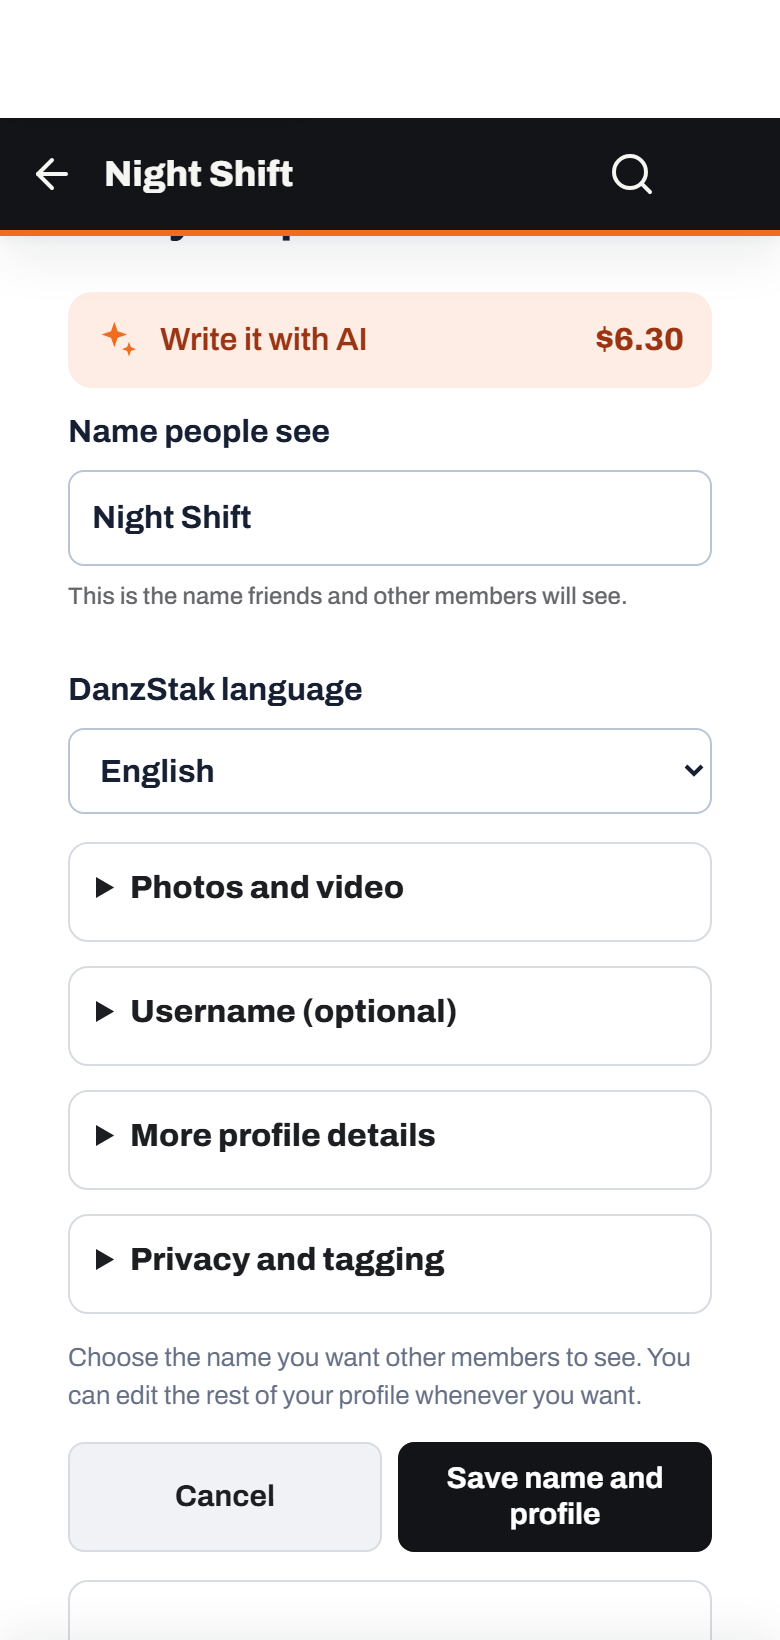 Night Shift
Write it with AI
$6.30
Name people see
Night Shift
This is the name friends and other members will see.
DanzStak language
English
Photos and video
Username (optional)
More profile details
Privacy and tagging
Choose the name you want other members to see. You
can edit the rest of your profile whenever you want.
Cancel
Save name and
profile